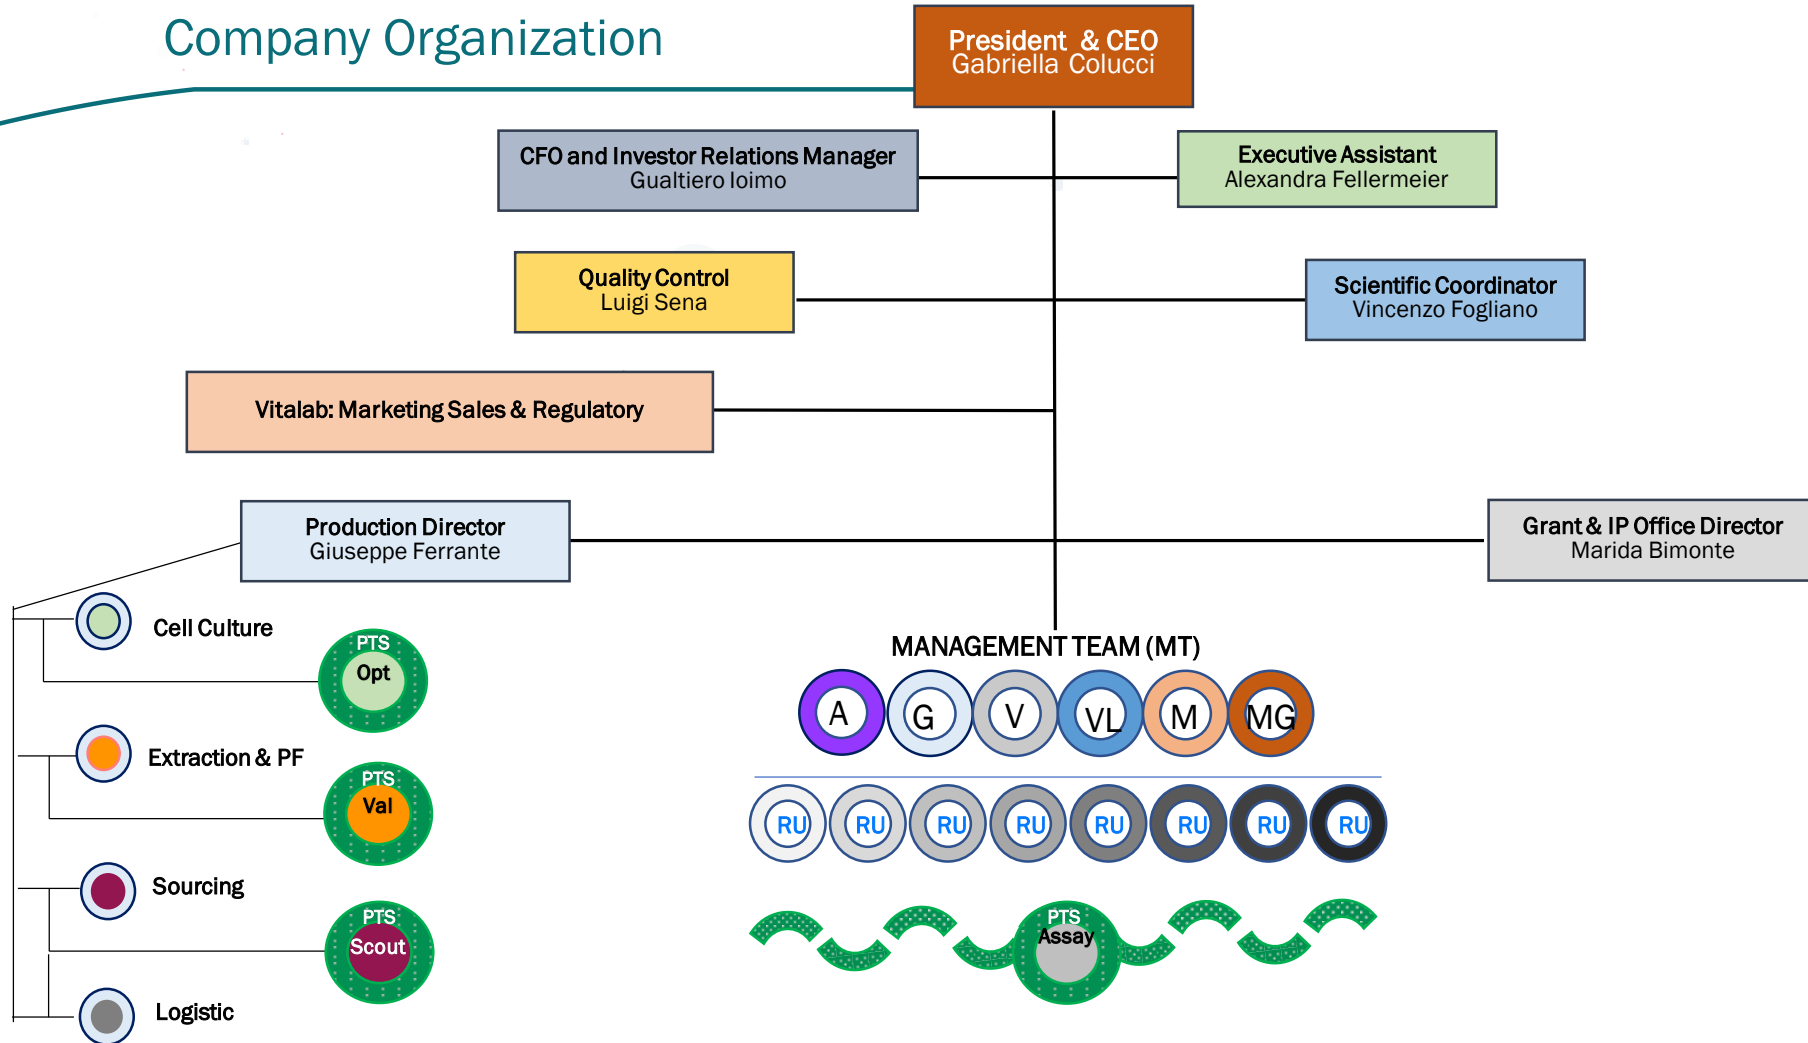 Company Organization
President & CEO
Gabriella Colucci
CFO and Investor Relations Manager
Gualtiero Ioimo
Executive Assistant
Alexandra Fellermeier
Quality Control
Luigi Sena
Scientific Coordinator
Vincenzo Fogliano
Vitalab: Marketing Sales & Regulatory
Production Director
Giuseppe Ferrante
Grant & IP Office Director
Marida Bimonte
Cell Culture
PTS
Opt
Extraction & PF
PTS
Val
Sourcing
PTS
Scout
Logistic
MANAGEMENT TEAM (MT)
A G V VL M MG
RU RU RU RU RU RU RU RU
PTS
Assay